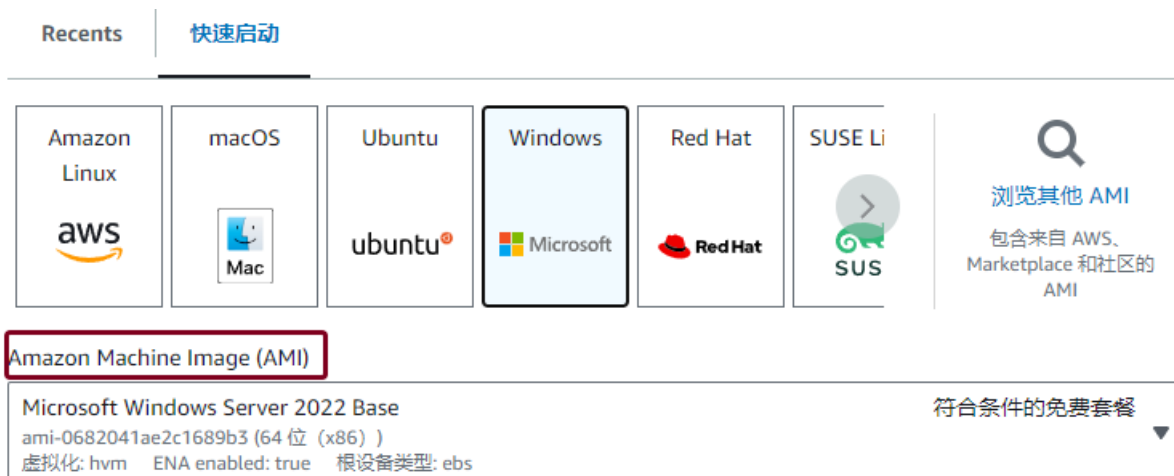 Recents
快速启动
Amazon
Linux
aws
macOS
Mac
Ubuntu
ubuntu
Windows
Microsoft
Red Hat
RedHat
SUSE Li
SUS
浏览其他 AMI
包含来自 AWS、
Marketplace 和社区的
AMI
Amazon Machine Image (AMI)
Microsoft Windows Server 2022 Base
符合条件的免费套餐
ami-0682041ae2c1689b3 (64 位（x86）)
虚拟化: hvm ENA enabled: true 根设备类型: ebs